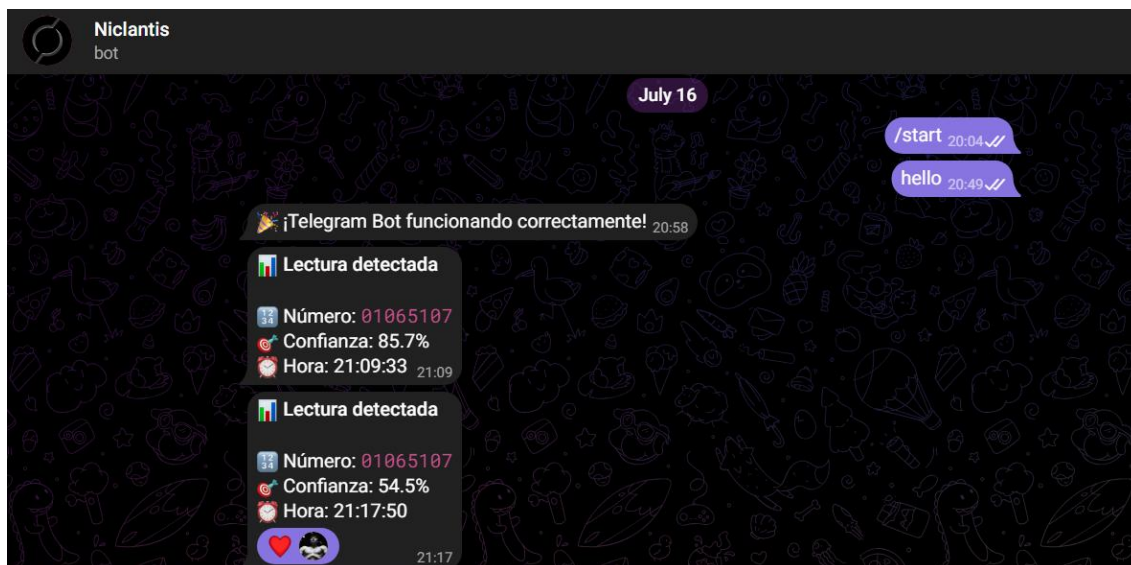 Niclantis
bot
July 16
/start 20:04
hello 20:49
🎉 ¡Telegram Bot funcionando correctamente! 20:58
📊 Lectura detectada
🔢 Número: 01065107
🎯 Confianza: 85.7%
⏰ Hora: 21:09:33 21:09
📊 Lectura detectada
🔢 Número: 01065107
🎯 Confianza: 54.5%
⏰ Hora: 21:17:50
❤️ 21:17